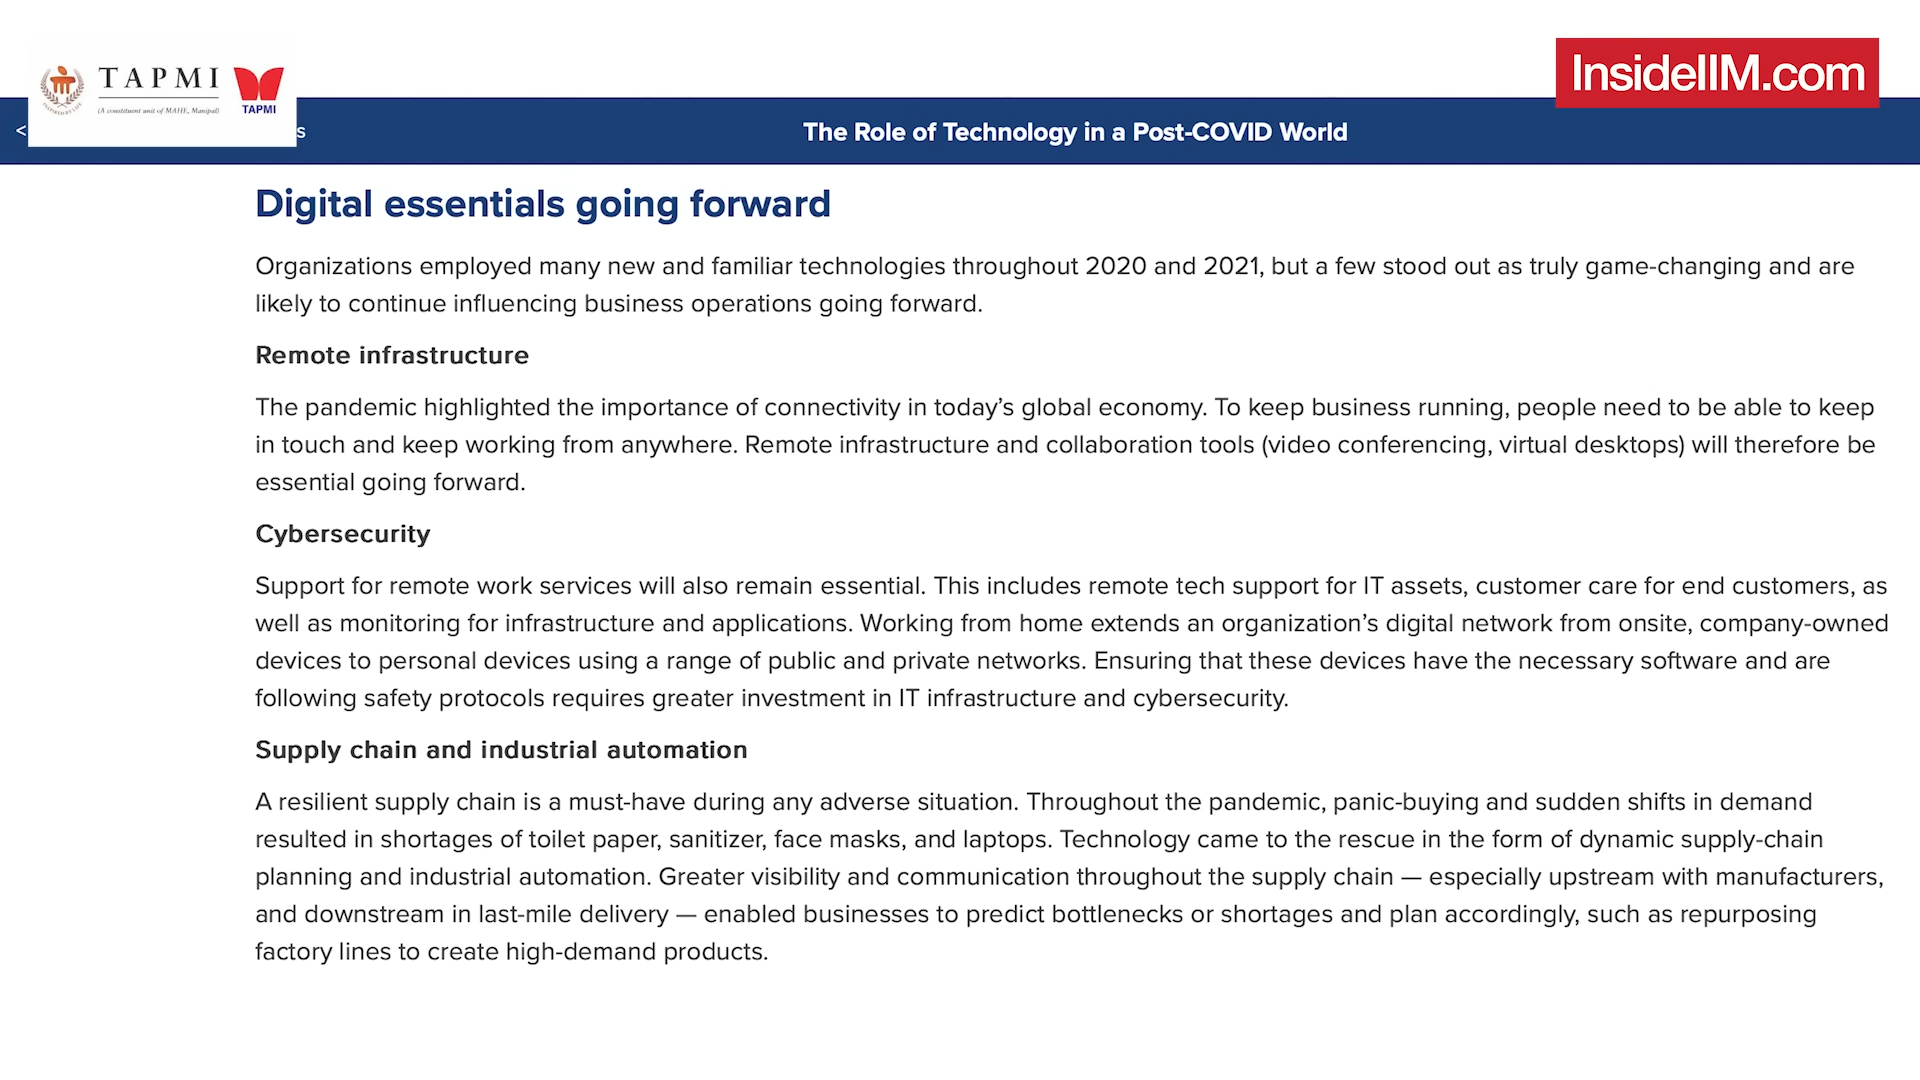 TAPMI
(A constituent unit of MAHE, Manipal)
TAPMI
InsideIIM.com
<
s
The Role of Technology in a Post-COVID World
Digital essentials going forward
Organizations employed many new and familiar technologies throughout 2020 and 2021, but a few stood out as truly game-changing and are
likely to continue influencing business operations going forward.
Remote infrastructure
The pandemic highlighted the importance of connectivity in today’s global economy. To keep business running, people need to be able to keep
in touch and keep working from anywhere. Remote infrastructure and collaboration tools (video conferencing, virtual desktops) will therefore be
essential going forward.
Cybersecurity
Support for remote work services will also remain essential. This includes remote tech support for IT assets, customer care for end customers, as
well as monitoring for infrastructure and applications. Working from home extends an organization’s digital network from onsite, company-owned
devices to personal devices using a range of public and private networks. Ensuring that these devices have the necessary software and are
following safety protocols requires greater investment in IT infrastructure and cybersecurity.
Supply chain and industrial automation
A resilient supply chain is a must-have during any adverse situation. Throughout the pandemic, panic-buying and sudden shifts in demand
resulted in shortages of toilet paper, sanitizer, face masks, and laptops. Technology came to the rescue in the form of dynamic supply-chain
planning and industrial automation. Greater visibility and communication throughout the supply chain — especially upstream with manufacturers,
and downstream in last-mile delivery — enabled businesses to predict bottlenecks or shortages and plan accordingly, such as repurposing
factory lines to create high-demand products.